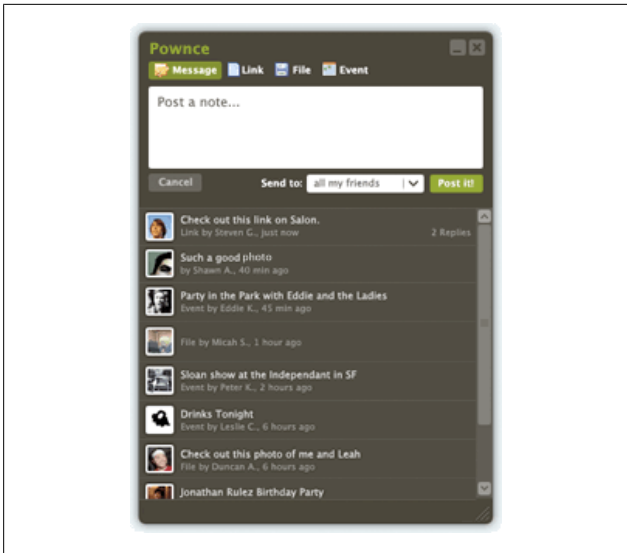 Pownce
Message Link File Event
Post a note...
Cancel Send to: all my friends Post it!
Check out this link on Salon.
Link by Steven G., Just now 2 Replies
Such a good photo
by Shawn A., 40 min ago
Party in the Park with Eddie and the Ladies
Event by Eddie K., 45 min ago
File by Micah S., 1 hour ago
Sloan show at the Independant in SF
Event by Peter K., 2 hours ago
Drinks Tonight
Event by Leslie C., 6 hours ago
Check out this photo of me and Leah
File by Duncan A., 6 hours ago
Jonathan Rulez Birthday Party